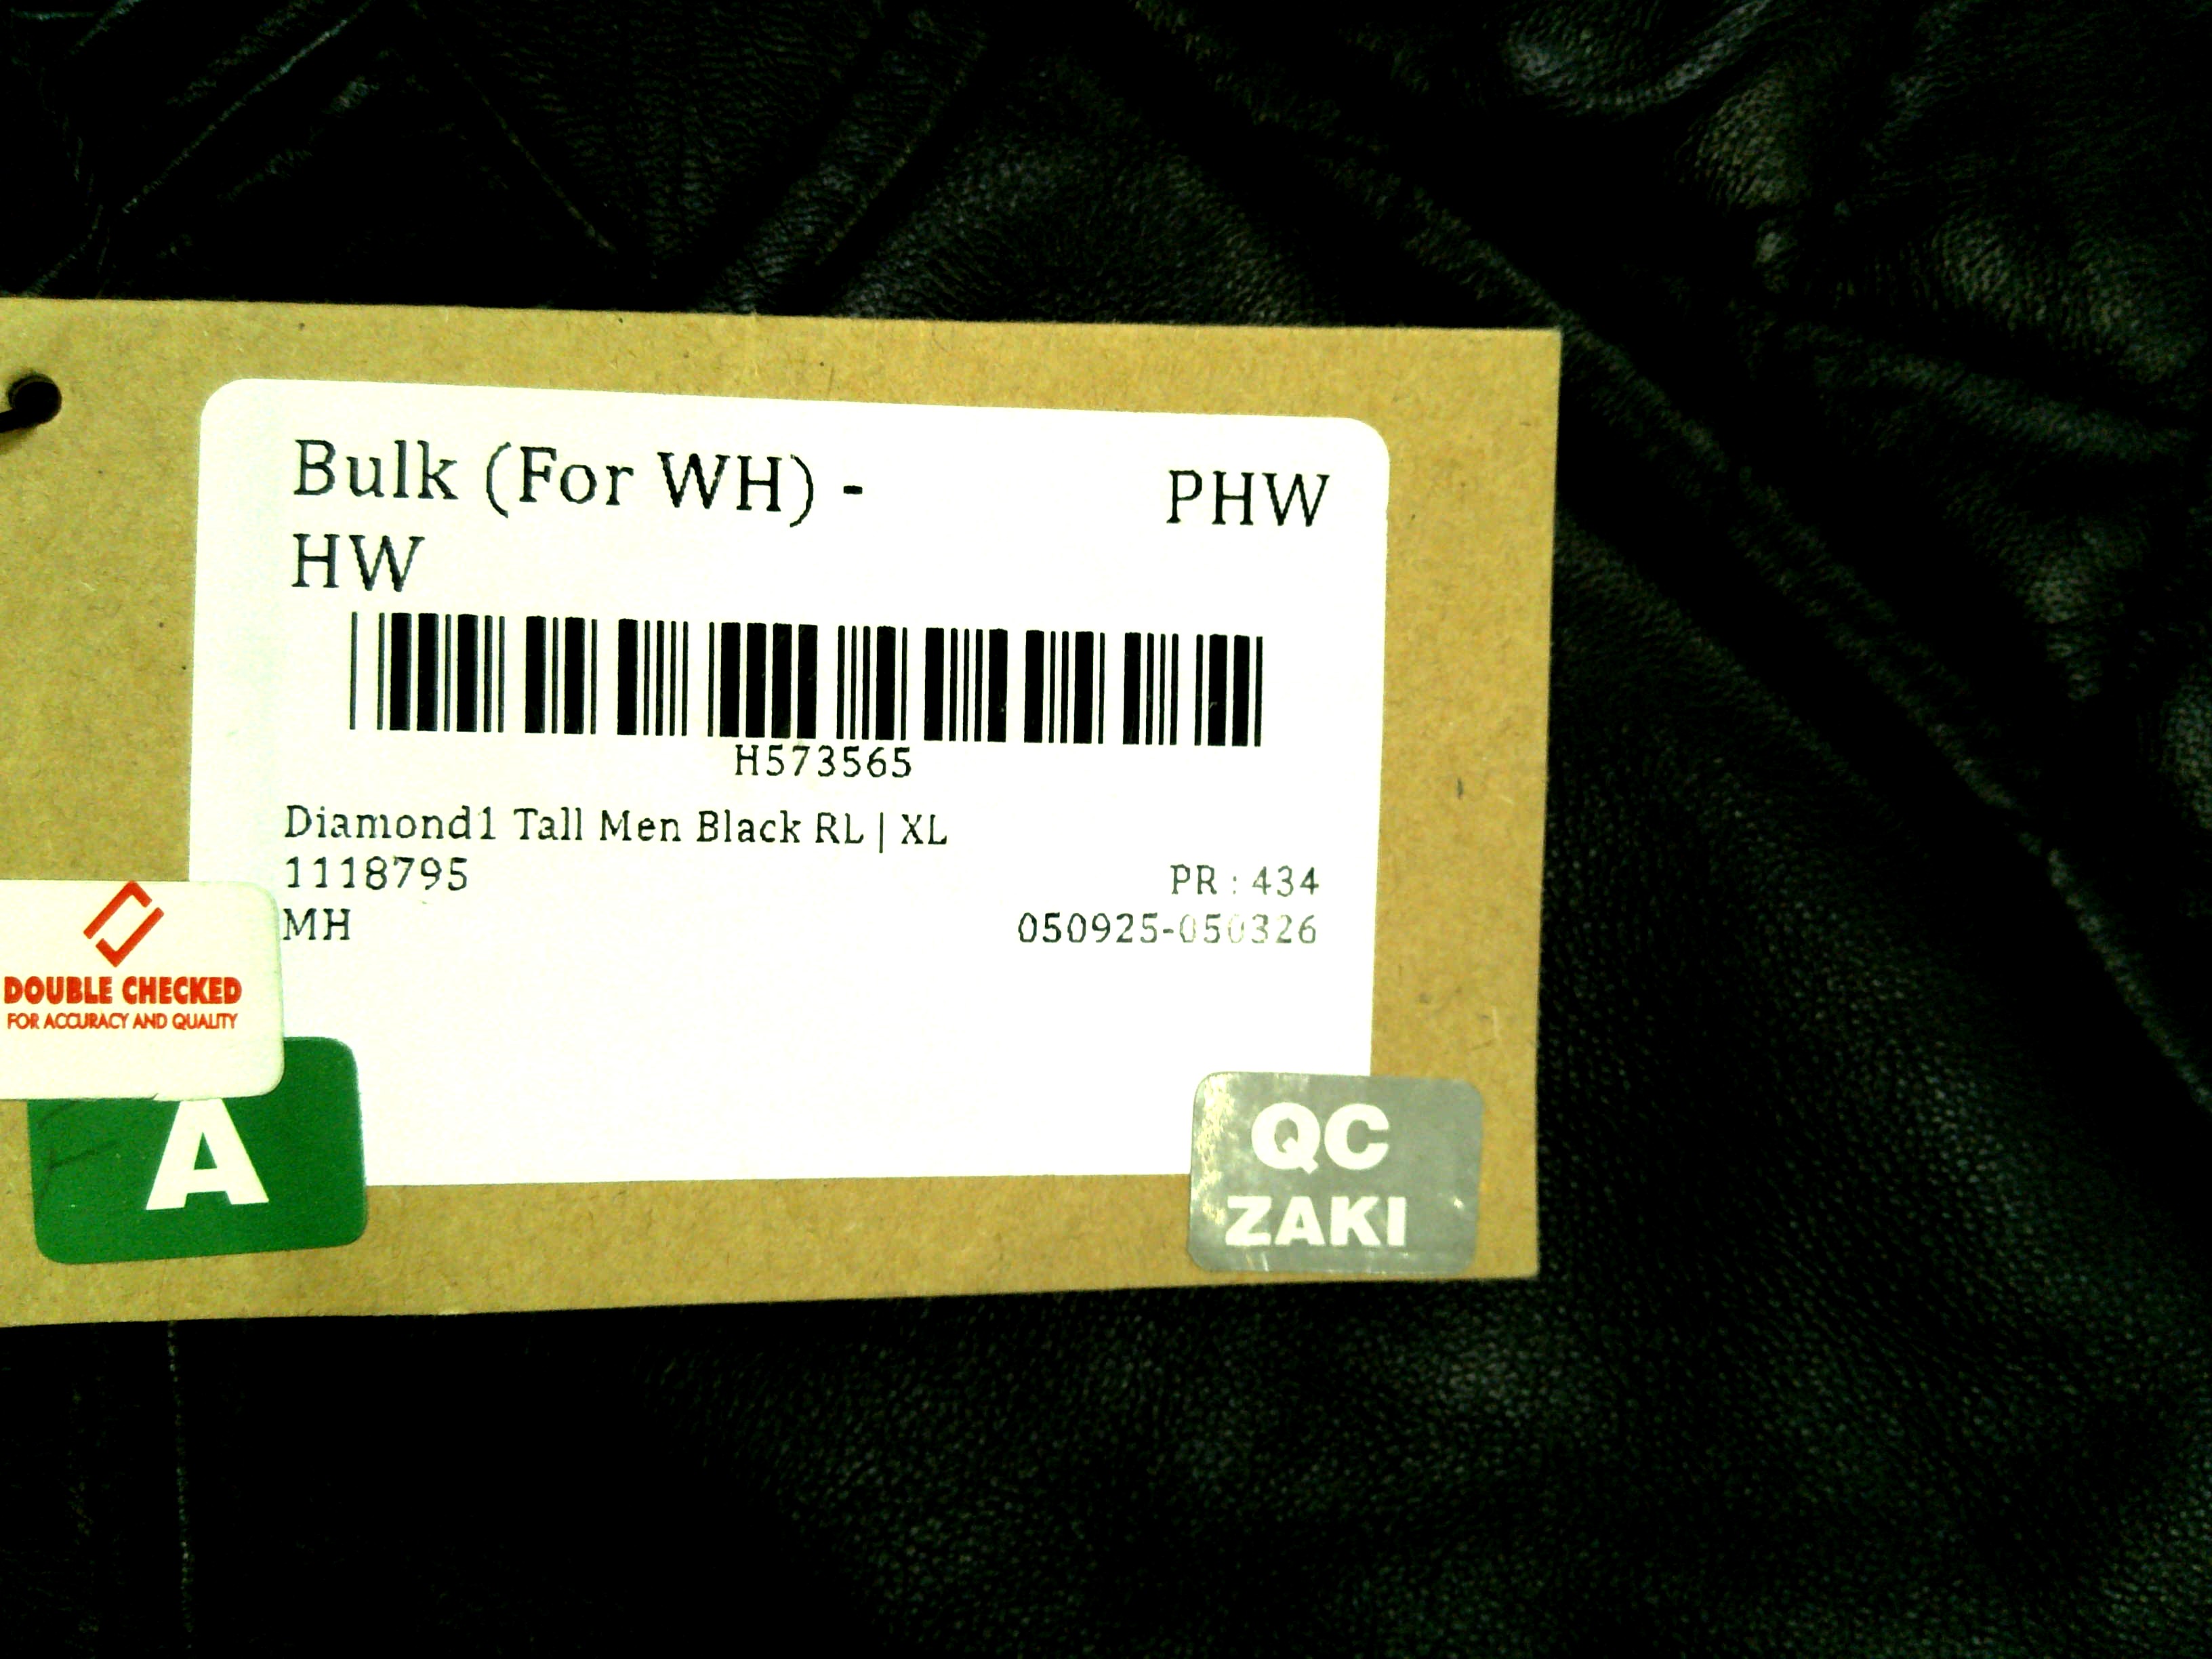 Bulk (For WH) - PHW
HW
H573565
Diamond1 Tall Men Black RL | XL
1118795 PR : 434
MH 050925-050326
DOUBLE CHECKED
FOR ACCURACY AND QUALITY
A
QC
ZAKI